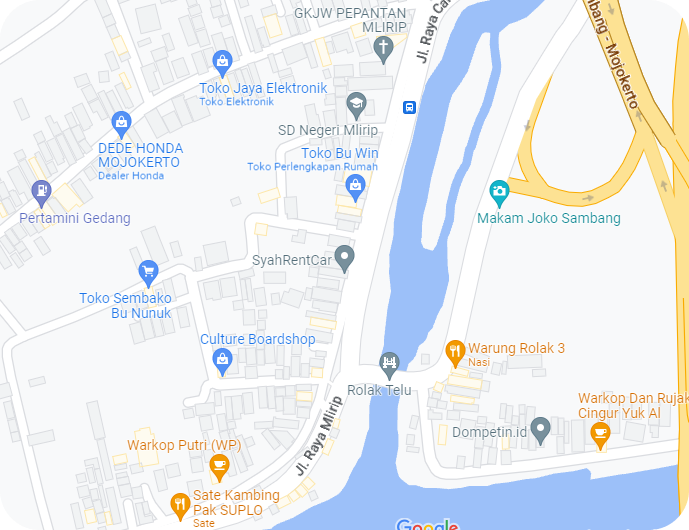 GKJW PEPANTAN
MLIRIP
Jl. Raya Ca
bang - Mojokerto
Toko Jaya Elektronik
Toko Elektronik
SD Negeri Mlirip
DEDE HONDA
MOJOKERTO
Dealer Honda
Toko Bu Win
Toko Perlengkapan Rumah
Pertamini Gedang
Makam Joko Sambang
SyahRentCar
Toko Sembako
Bu Nunuk
Culture Boardshop
Warung Rolak 3
Nasi
Rolak Telu
Jl. Raya Mlirip
Warkop Dan Rujak
Cingur Yuk Al
Dompetin.id
Warkop Putri (WP)
Sate Kambing
Pak SUPLO
Sate
Google